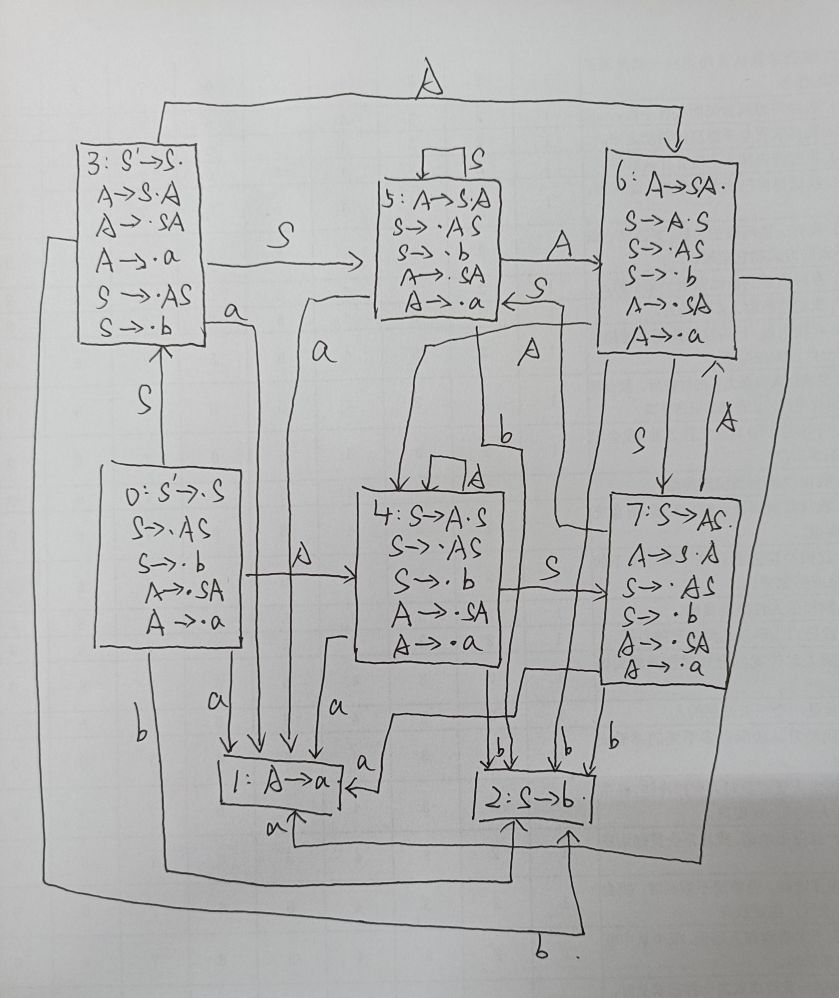 A
3: S'→S.
A→S·A
A→·SA
A→·a
S→·AS
S→·b
S
a
S
5: A→S·A
S→·AS
S→·b
A→·SA
A→·a
A
S
a
A
b
6: A→SA.
S→A·S
S→·AS
S→·b
A→·SA
A→·a
S
A
S
0: S'→.S
S→.AS
S→·b
A→·SA
A→·a
A
A
4: S→A·S
S→·AS
S→·b
A→·SA
A→·a
S
7: S→AS.
A→S·A
S→·AS
S→·b
A→·SA
A→·a
b
a
a
a
b
b
b
1: A→a.
2: S→b.
a
b